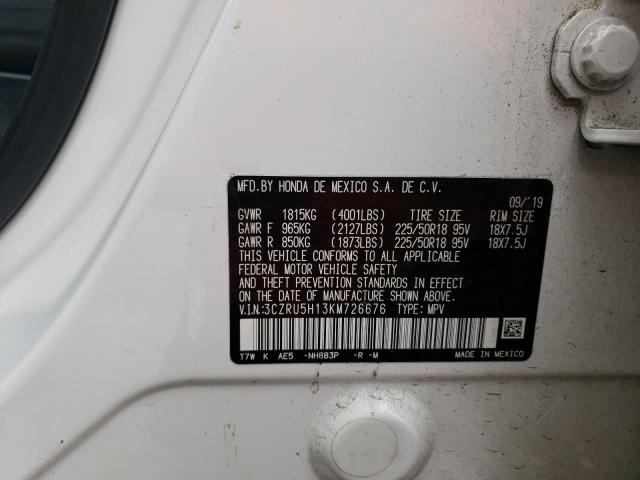 MFD. BY HONDA DE MEXICO S.A. DE C.V.
09/'19
GVWR 1815KG (4001LBS) TIRE SIZE RIM SIZE
GAWR F 965KG (2127LBS) 225/50R18 95V 18X7.5J
GAWR R 850KG (1873LBS) 225/50R18 95V 18X7.5J
THIS VEHICLE CONFORMS TO ALL APPLICABLE
FEDERAL MOTOR VEHICLE SAFETY
AND THEFT PREVENTION STANDARDS IN EFFECT
ON THE DATE OF MANUFACTURE SHOWN ABOVE.
V.IN:3CZRU5H13KM726676 TYPE: MPV
T7W K AE5 -NH883P -R -M MADE IN MEXICO